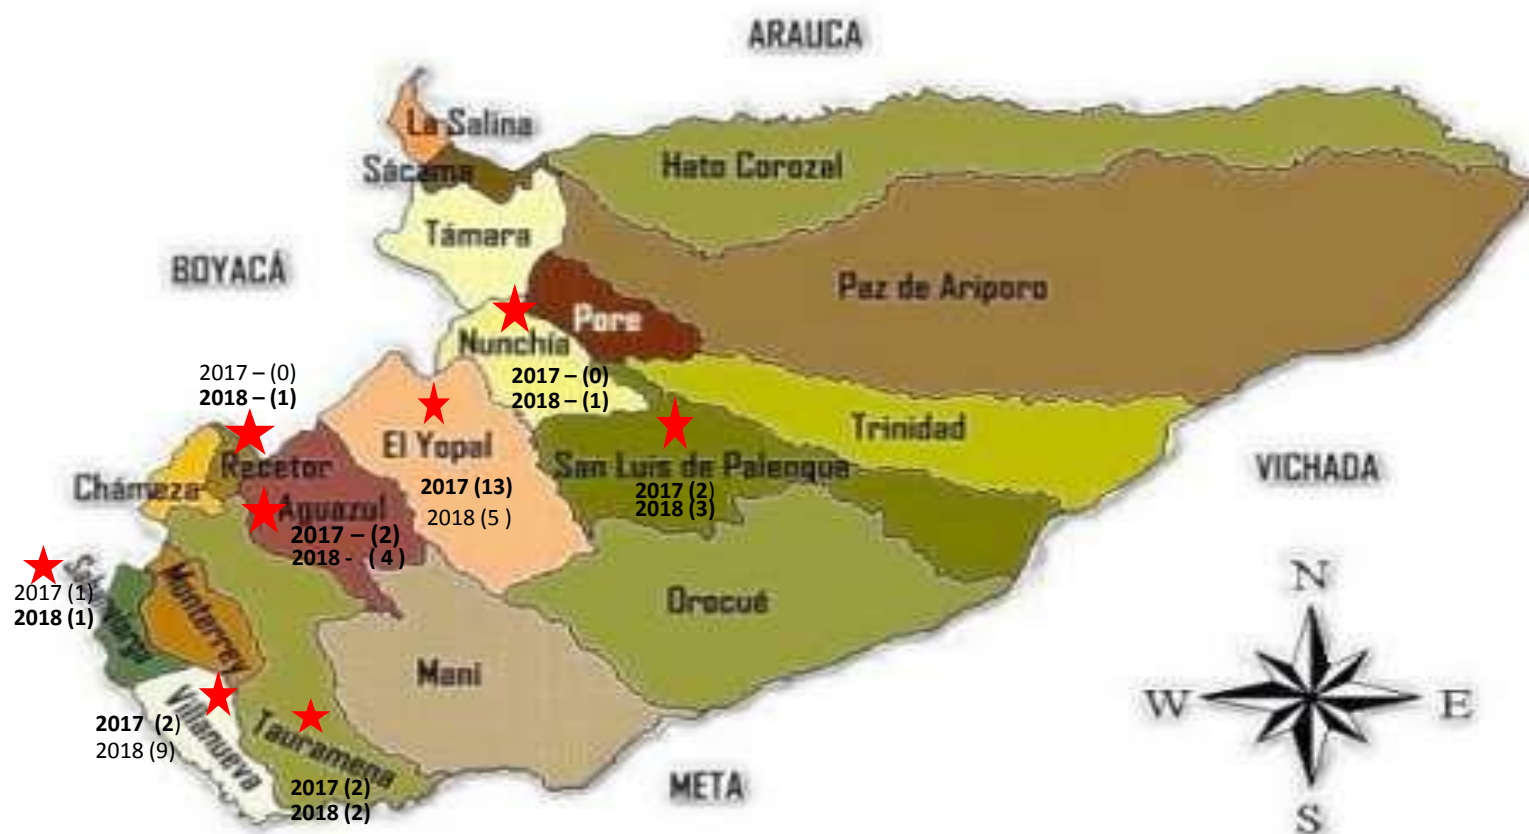 ARAUCA
La Salina
Hato Corozal
Sácama
Támara
BOYACÁ
Paz de Ariporo
Pore
Nunchía
2017 – (0)
2018 – (1)
2017 – (0)
2018 – (1)
Trinidad
El Yopal
San Luis de Palenque
VICHADA
Recetor
Chámeza
2017 (13)
2018 (5 )
2017 (2)
2018 (3)
Aguazul
2017 – (2)
2018 - ( 4 )
2017 (1)
2018 (1)
Monterrey
Orocué
N
Maní
W
E
Villanueva
2017 (2)
2018 (9)
Tauramena
2017 (2)
2018 (2)
META
S